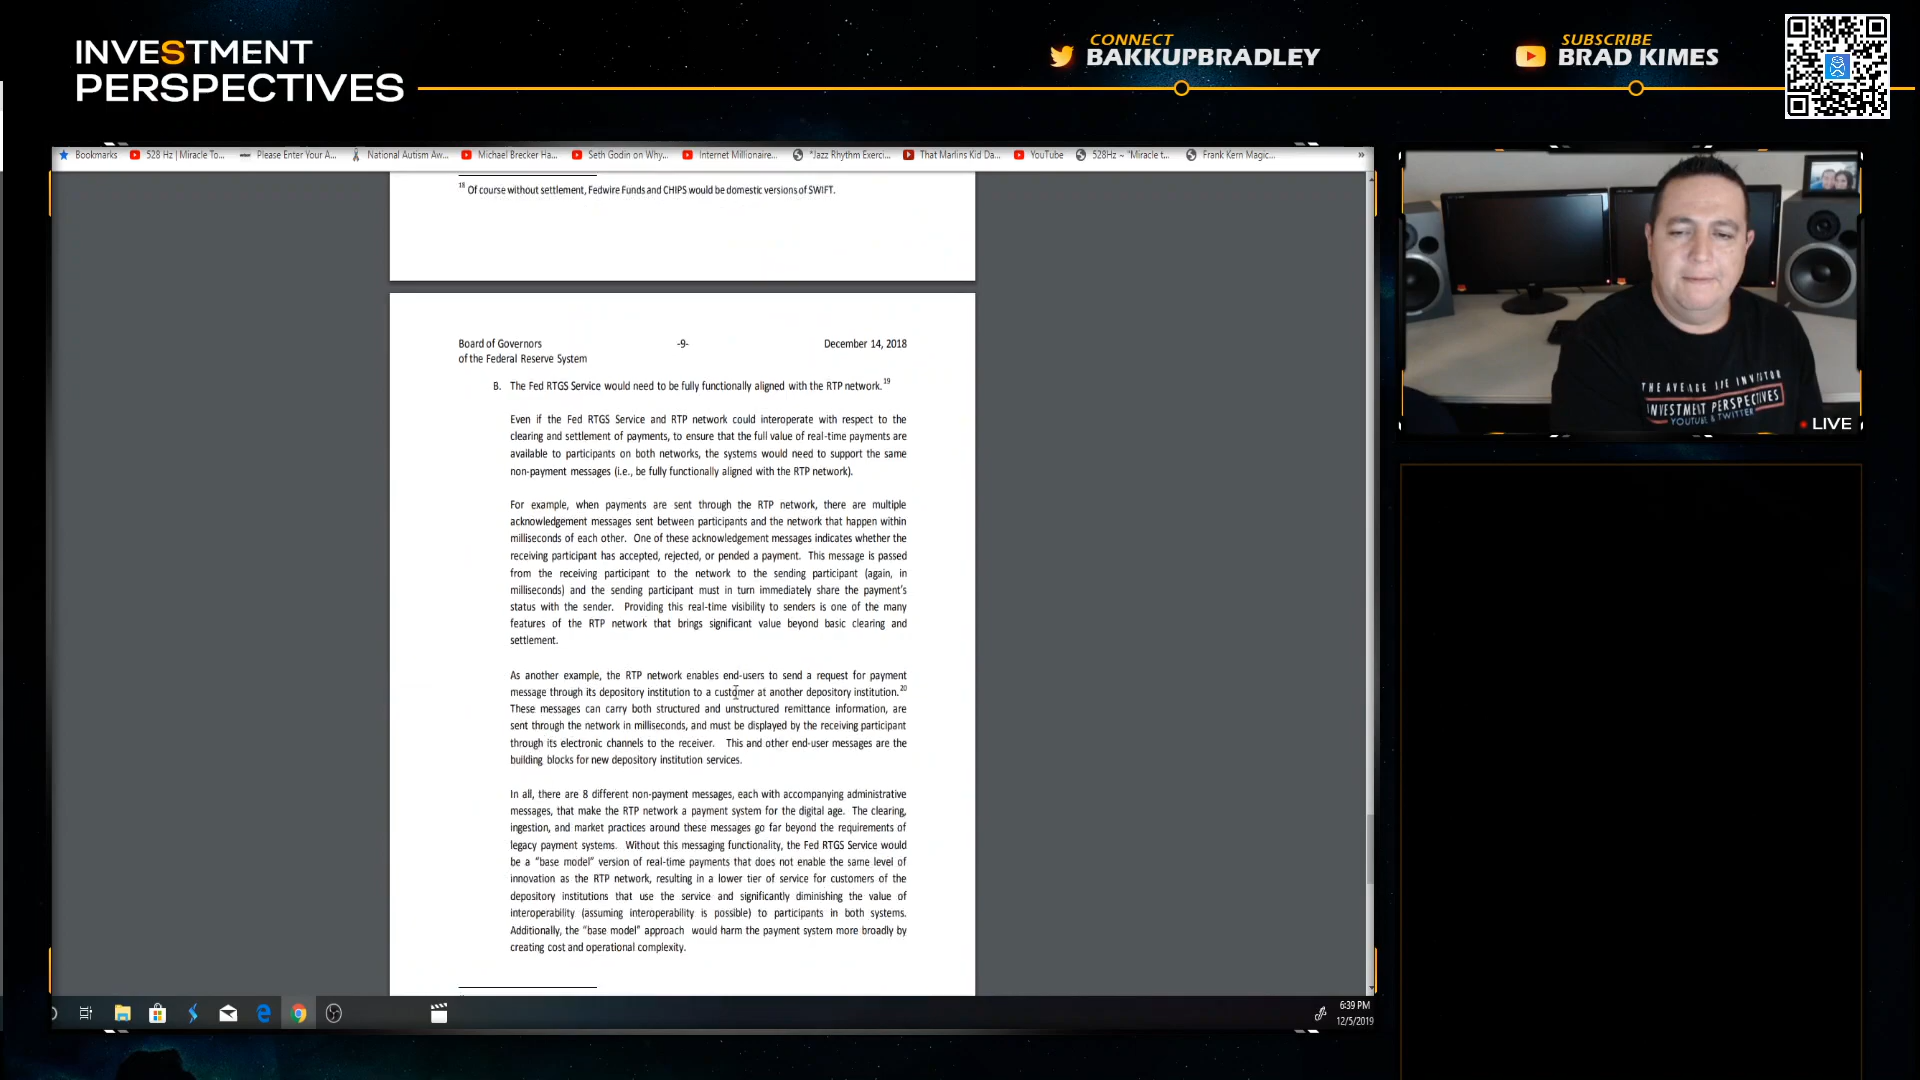 INVESTMENT
PERSPECTIVES
CONNECT
BAKKUPBRADLEY
SUBSCRIBE
BRAD KIMES
Bookmarks 528 Hz | Miracle To... Please Enter Your A... National Autism Aw... Michael Brecker Ha... Seth Godin on Why... Internet Millionaire... *Jazz Rhythm Exerci... That Marlins Kid Da... YouTube 528Hz ~ "Miracle t... Frank Kern Magic... »
18 Of course without settlement, Fedwire Funds and CHIPS would be domestic versions of SWIFT.
Board of Governors -9- December 14, 2018
of the Federal Reserve System
B. The Fed RTGS Service would need to be fully functionally aligned with the RTP network. 19
Even if the Fed RTGS Service and RTP network could interoperate with respect to the
clearing and settlement of payments, to ensure that the full value of real-time payments are
available to participants on both networks, the systems would need to support the same
non-payment messages (i.e., be fully functionally aligned with the RTP network).
For example, when payments are sent through the RTP network, there are multiple
acknowledgement messages sent between participants and the network that happen within
milliseconds of each other. One of these acknowledgement messages indicates whether the
receiving participant has accepted, rejected, or pended a payment. This message is passed
from the receiving participant to the network to the sending participant (again, in
milliseconds) and the sending participant must in turn immediately share the payment's
status with the sender. Providing this real-time visibility to senders is one of the many
features of the RTP network that brings significant value beyond basic clearing and
settlement.
As another example, the RTP network enables end-users to send a request for payment
message through its depository institution to a customer at another depository institution. 20
These messages can carry both structured and unstructured remittance information, are
sent through the network in milliseconds, and must be displayed by the receiving participant
through its electronic channels to the receiver. This and other end-user messages are the
building blocks for new depository institution services.
In all, there are 8 different non-payment messages, each with accompanying administrative
messages, that make the RTP network a payment system for the digital age. The clearing,
ingestion, and market practices around these messages go far beyond the requirements of
legacy payment systems. Without this messaging functionality, the Fed RTGS Service would
be a "base model" version of real-time payments that does not enable the same level of
innovation as the RTP network, resulting in a lower tier of service for customers of the
depository institutions that use the service and significantly diminishing the value of
interoperability (assuming interoperability is possible) to participants in both systems.
Additionally, the "base model" approach would harm the payment system more broadly by
creating cost and operational complexity.
6:39 PM
12/5/2019
THE AVERAGE JOE INVESTOR
INVESTMENT PERSPECTIVES
YOUTUBE & TWITTER
LIVE